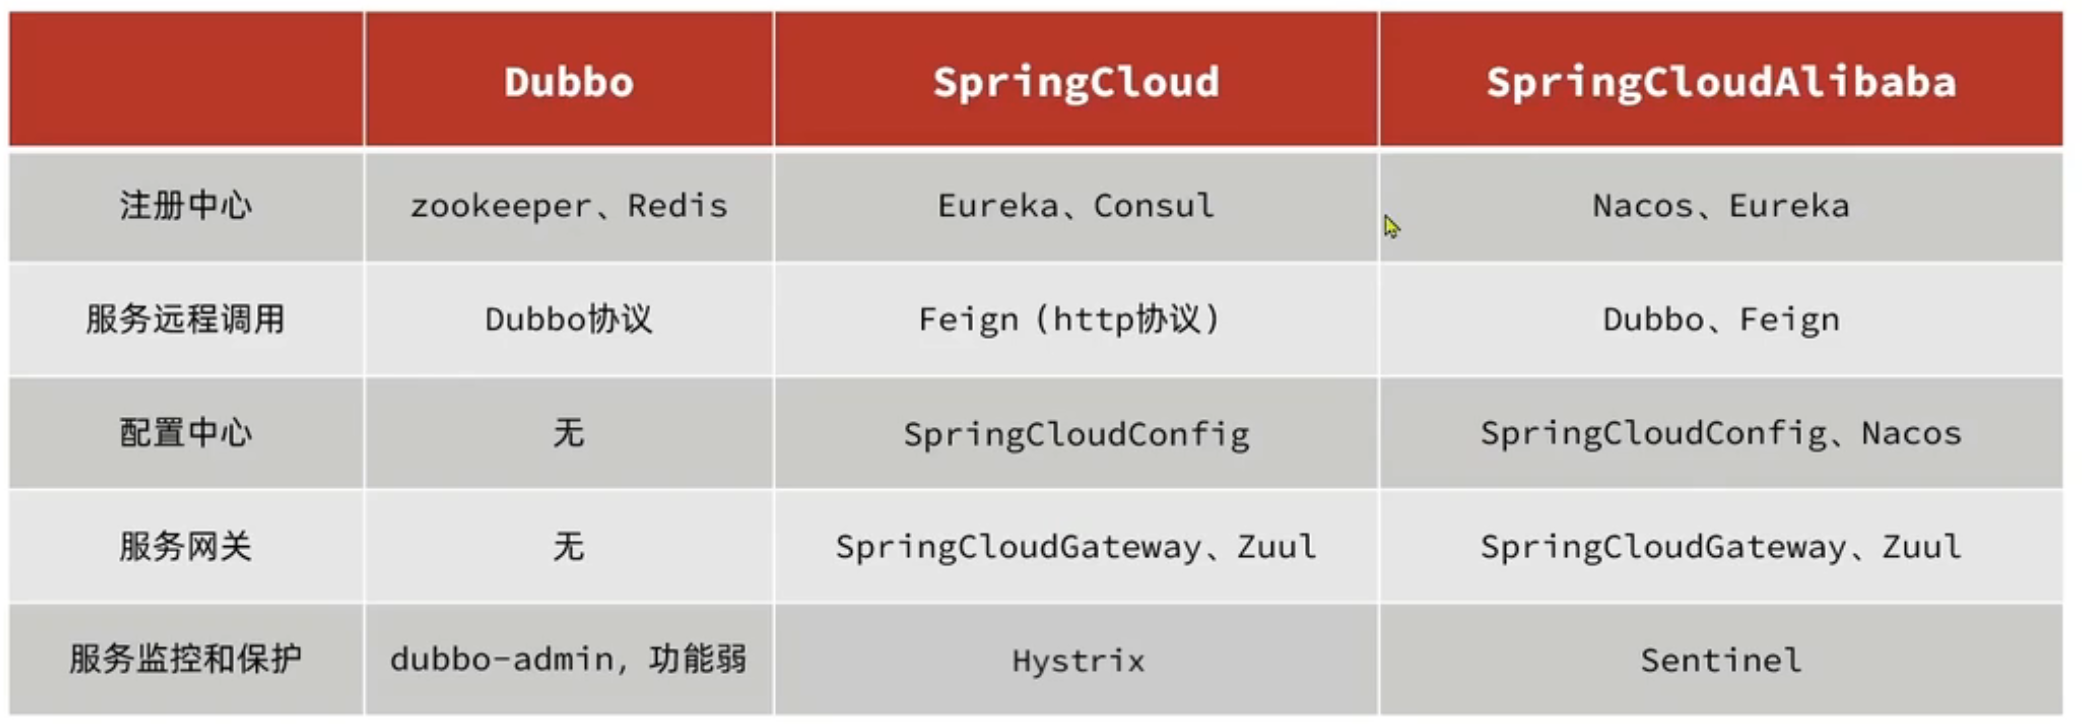 Dubbo SpringCloud SpringCloudAlibaba
注册中心 zookeeper、Redis Eureka、Consul Nacos、Eureka
服务远程调用 Dubbo协议 Feign（http协议） Dubbo、Feign
配置中心 无 SpringCloudConfig SpringCloudConfig、Nacos
服务网关 无 SpringCloudGateway、Zuul SpringCloudGateway、Zuul
服务监控和保护 dubbo-admin，功能弱 Hystrix Sentinel